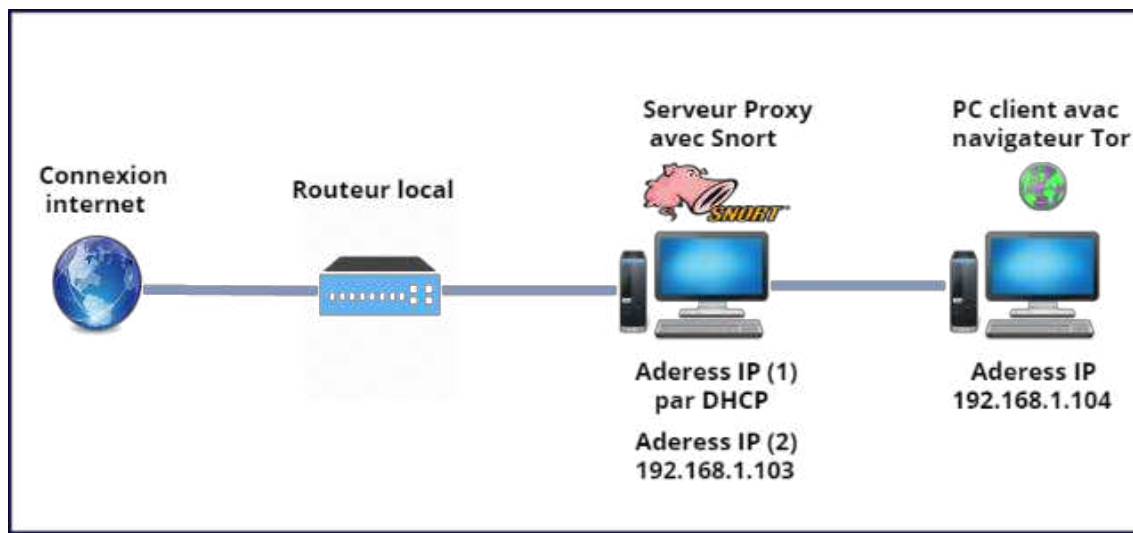 Connexion
internet
Routeur local
Serveur Proxy
avec Snort
SNORT
PC client avac
navigateur Tor
Aderess IP (1)
par DHCP
Aderess IP (2)
192.168.1.103
Aderess IP
192.168.1.104